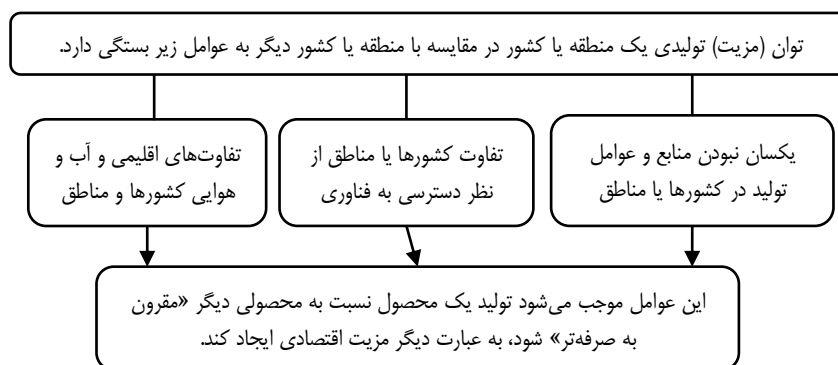 توان (مزیت) تولیدی یک منطقه یا کشور در مقایسه با منطقه یا کشور دیگر به عوامل زیر بستگی دارد.
یکسان نبودن منابع و عوامل
تولید در کشورها یا مناطق
تفاوت کشورها یا مناطق از
نظر دسترسی به فناوری
تفاوت‌های اقلیمی و آب و
هوایی کشورها و مناطق
این عوامل موجب می‌شود تولید یک محصول نسبت به محصولی دیگر «مقرون
به صرفه‌تر» شود، به عبارت دیگر مزیت اقتصادی ایجاد کند.